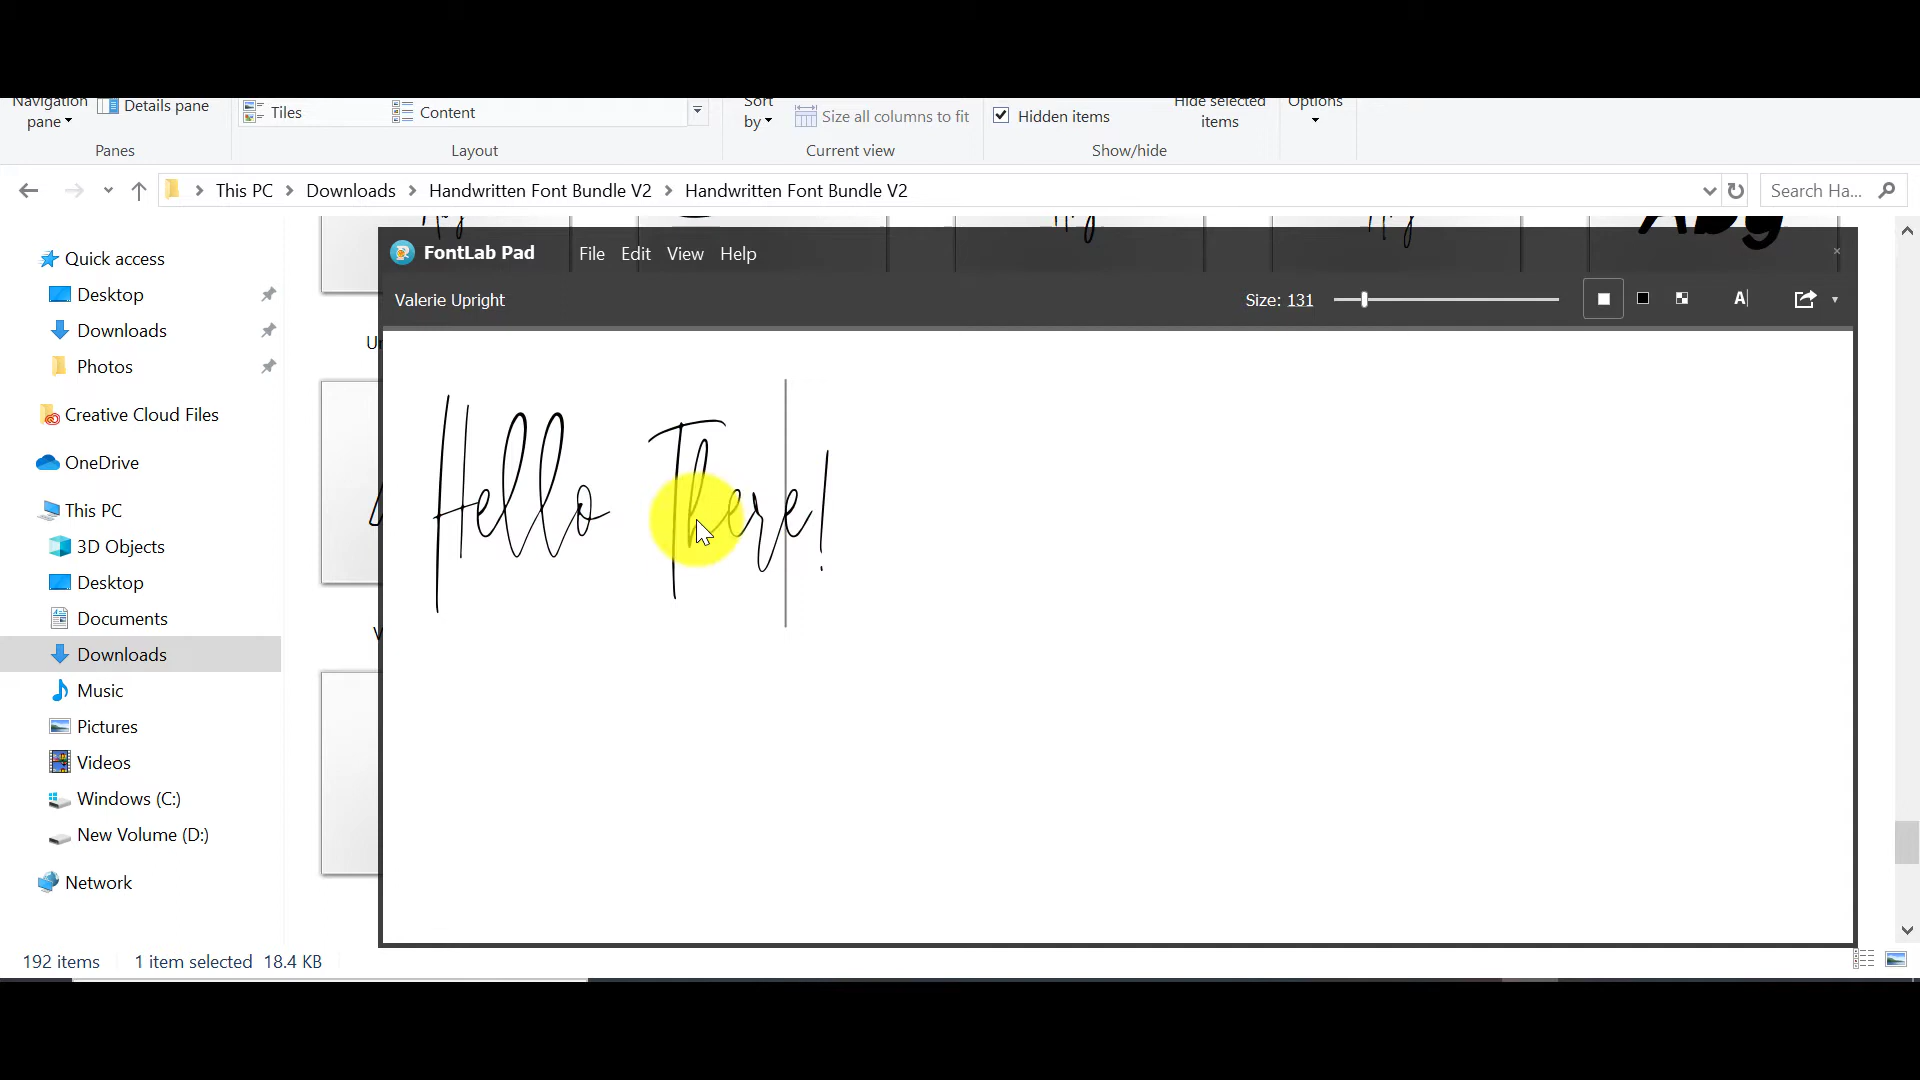 Navigation
pane
Details pane
Tiles
Content
Sort
by
Size all columns to fit
Hidden items
Hide selected
items
Options
Panes
Layout
Current view
Show/hide
This PC
Downloads
Handwritten Font Bundle V2
Handwritten Font Bundle V2
Search Ha...
Quick access
Desktop
Downloads
Photos
Creative Cloud Files
OneDrive
This PC
3D Objects
Desktop
Documents
Downloads
Music
Pictures
Videos
Windows (C:)
New Volume (D:)
Network
Abg
FontLab Pad
File
Edit
View
Help
Valerie Upright
Size: 131
A
Hello There!
192 items
1 item selected 18.4 KB